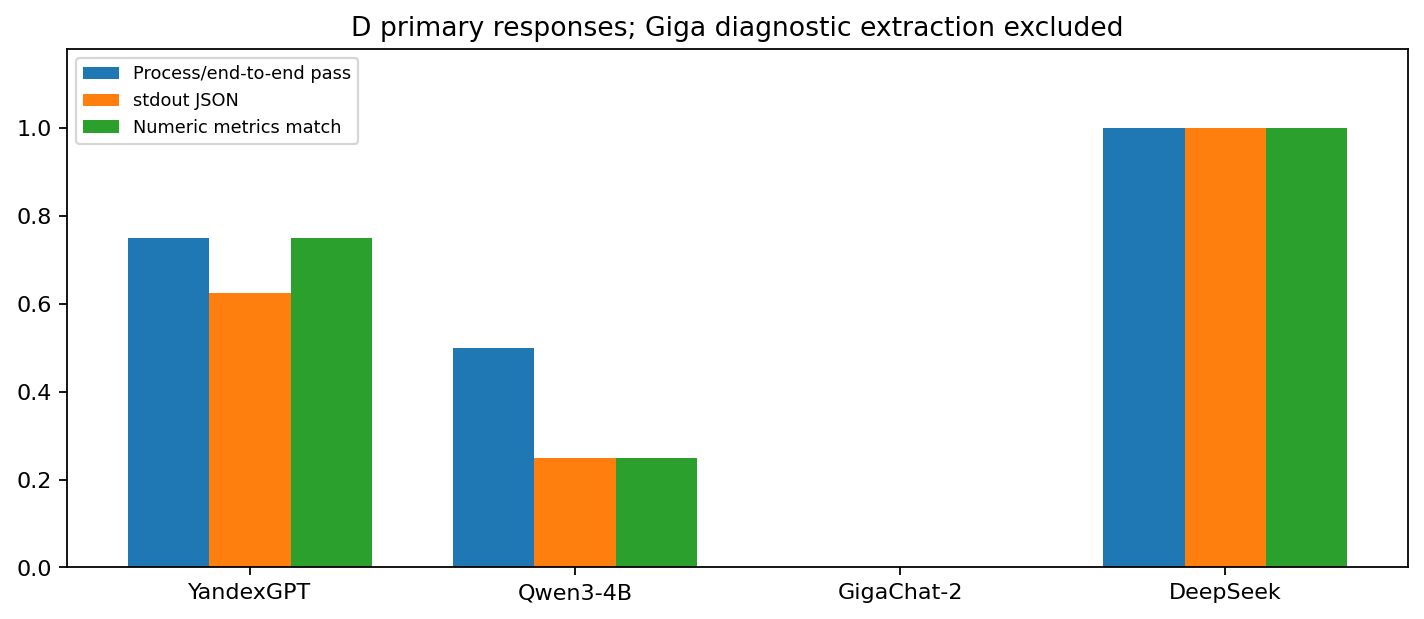 D primary responses; Giga diagnostic extraction excluded
Process/end-to-end pass
stdout JSON
Numeric metrics match
1.0
0.8
0.6
0.4
0.2
0.0
YandexGPT
Qwen3-4B
GigaChat-2
DeepSeek